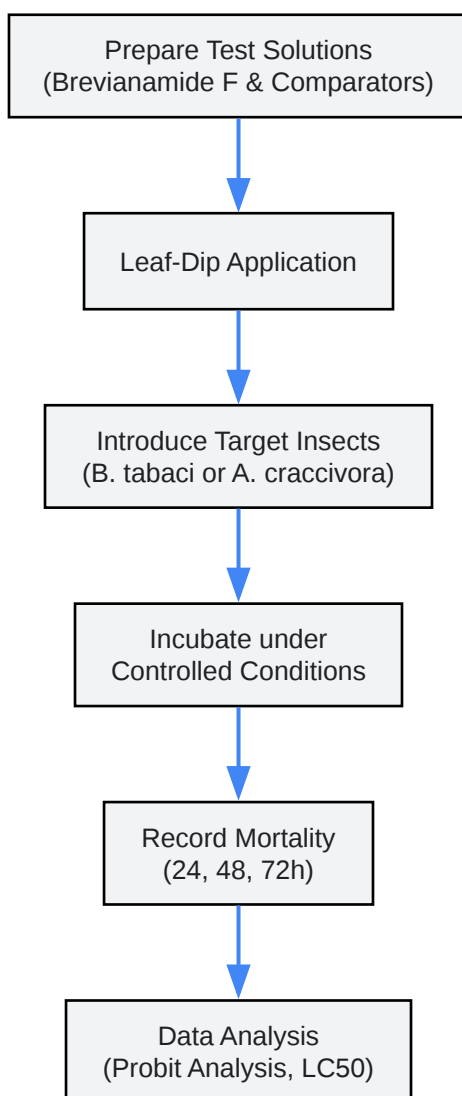 Prepare Test Solutions
(Brevianamide F & Comparators)
Leaf-Dip Application
Introduce Target Insects
(B. tabaci or A. craccivora)
Incubate under
Controlled Conditions
Record Mortality
(24, 48, 72h)
Data Analysis
(Probit Analysis, LC50)